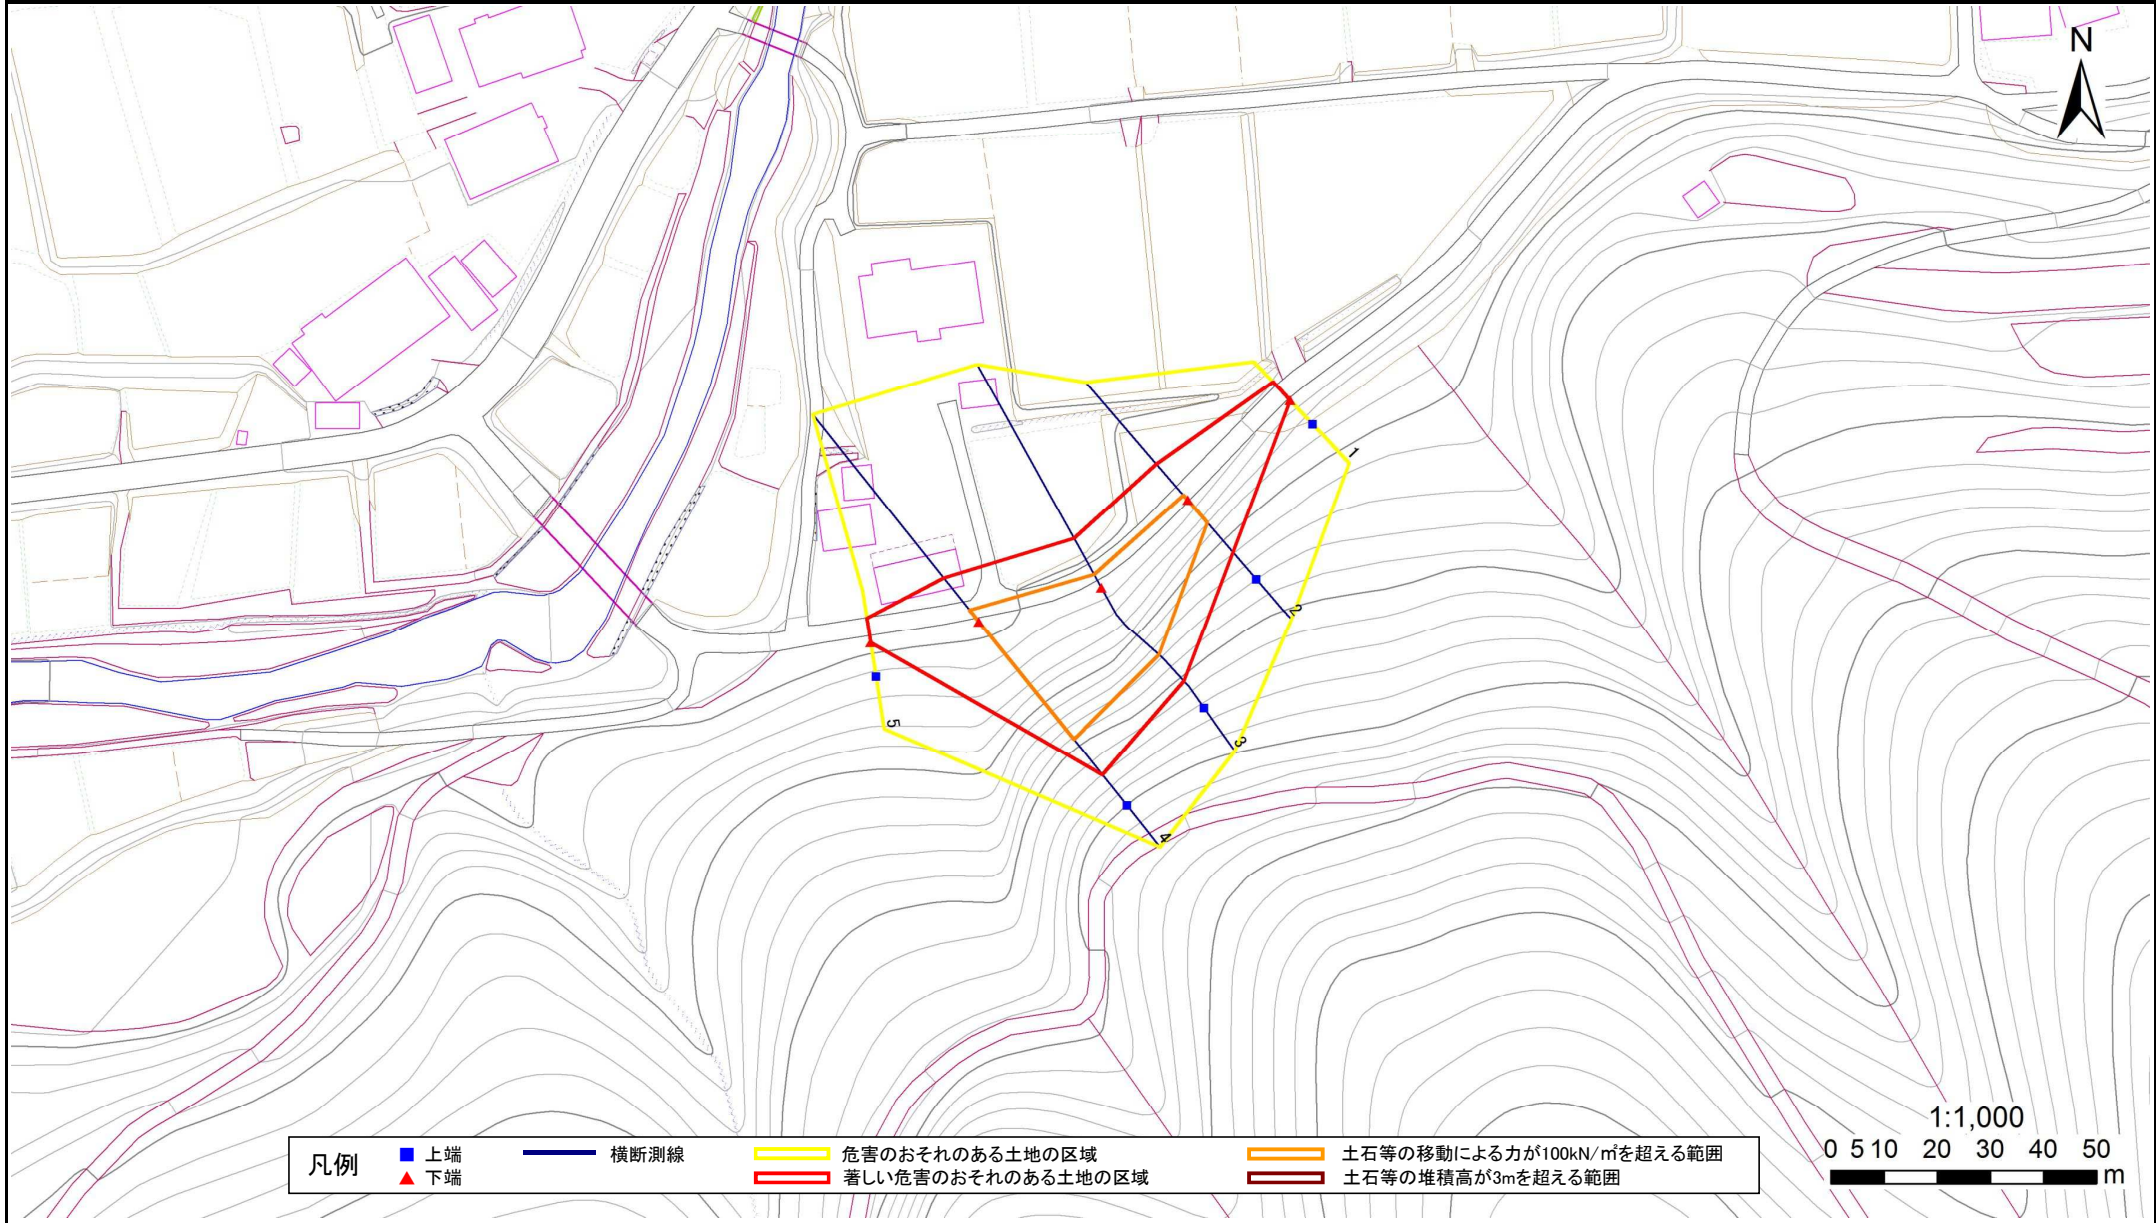 N
1
2
3
4
5
1:1,000
0 5 10 20 30 40 50
m
凡例
上端
下端
横断測線
危害のおそれのある土地の区域
著しい危害のおそれのある土地の区域
土石等の移動による力が100kN/㎡を超える範囲
土石等の堆積高が3mを超える範囲